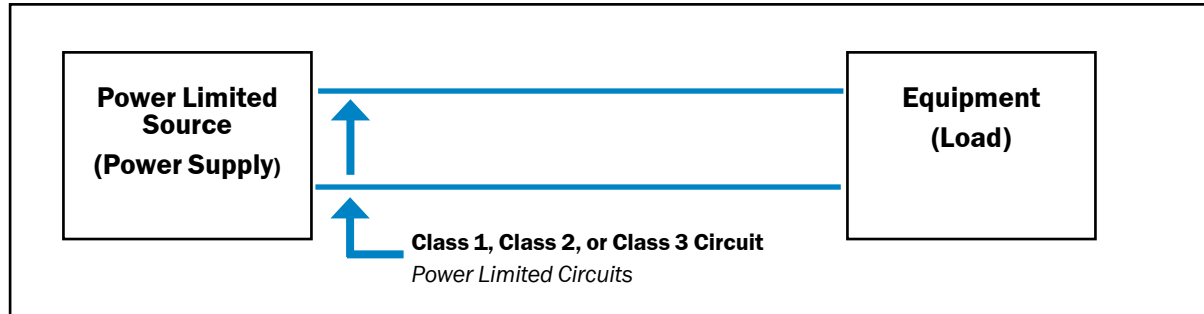 Power Limited
Source
(Power Supply)
Equipment
(Load)
Class 1, Class 2, or Class 3 Circuit
Power Limited Circuits